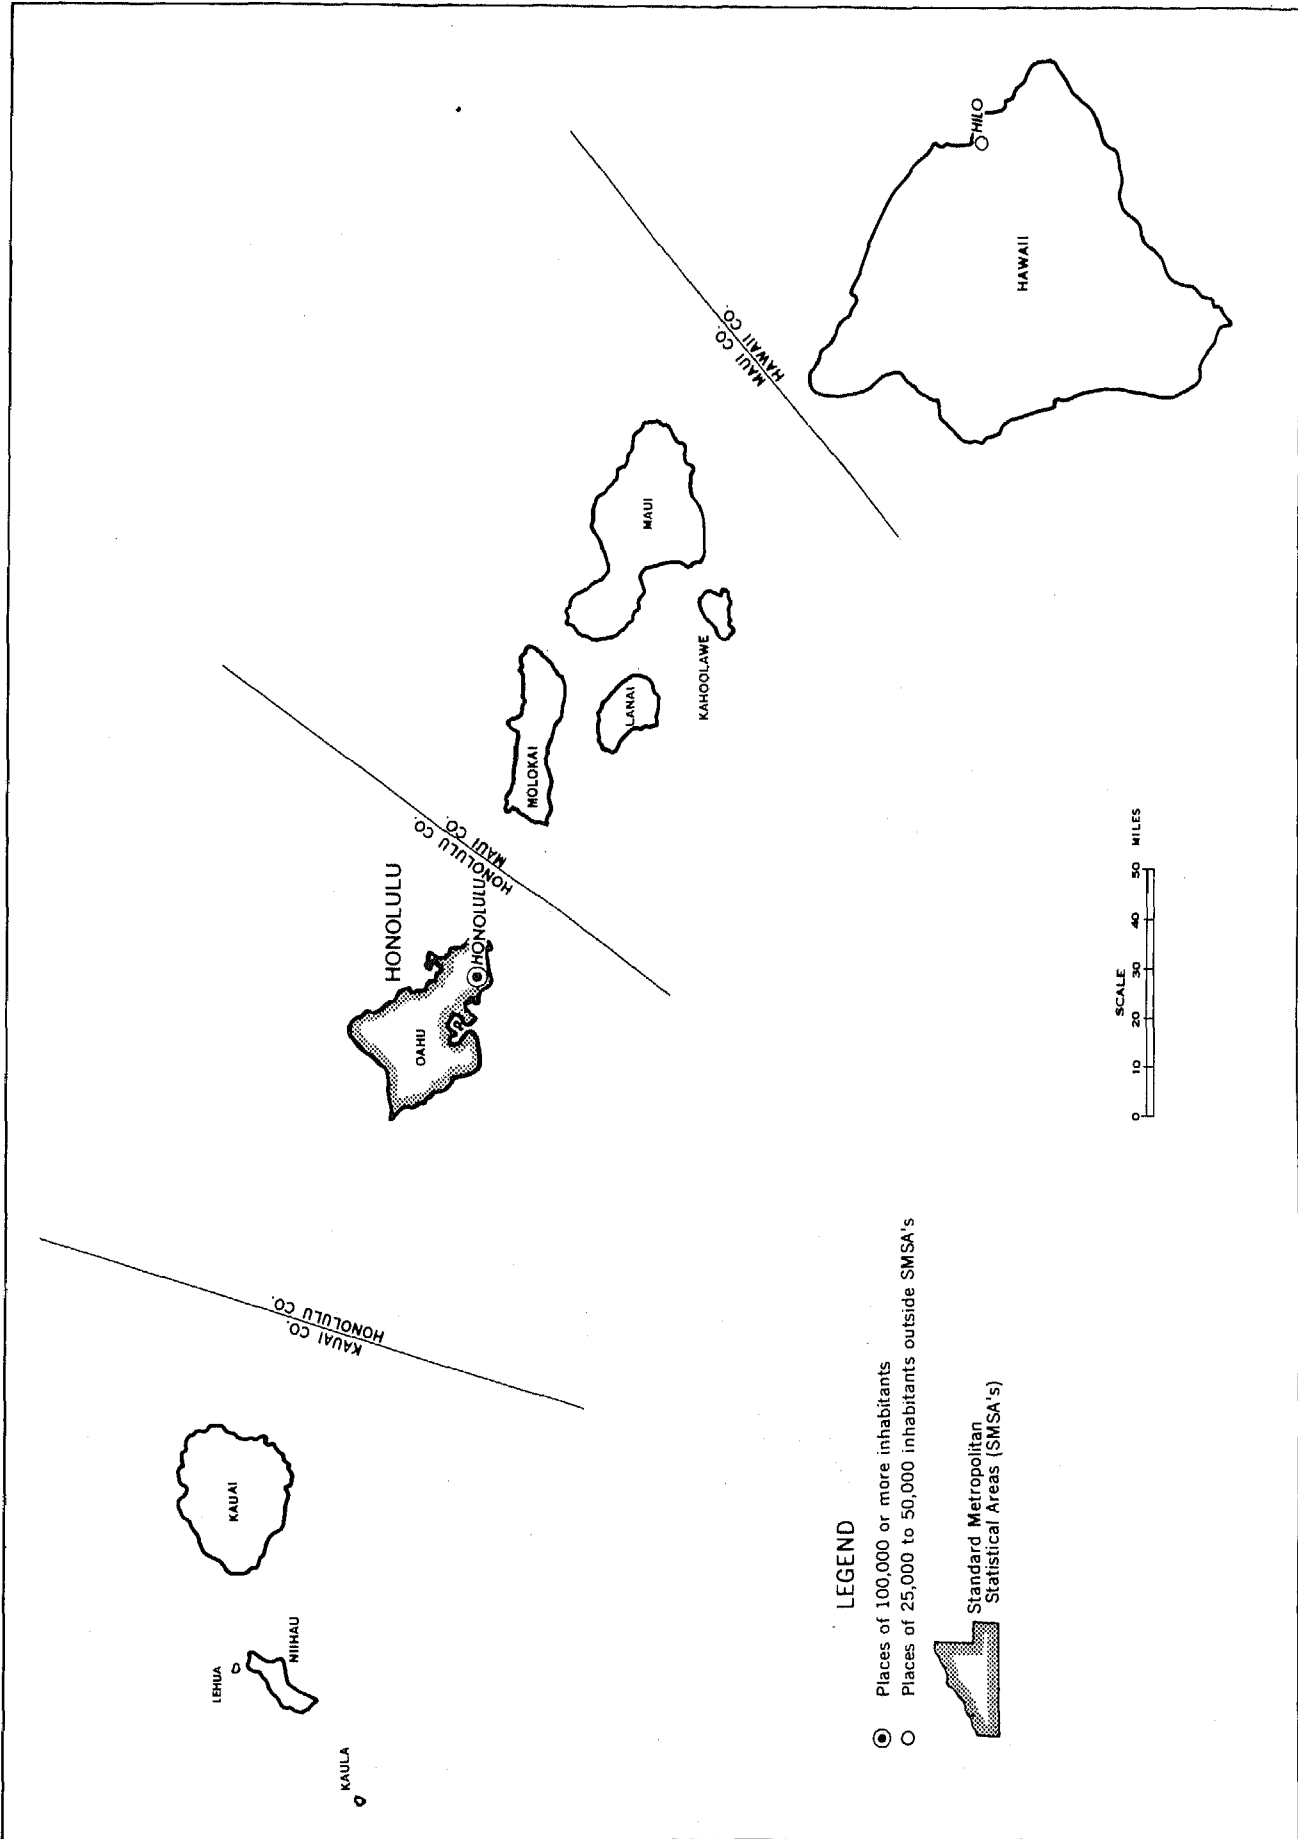 KAULA
LEHUA
NIIHAU
KAUAI
KAUAI CO.
HONOLULU CO.
OAHU
HONOLULU
HONOLULU
HONOLULU CO.
MAUI CO.
MOLOKAI
LANAI
KAHOOLAWE
MAUI
MAUI CO.
HAWAII CO.
HAWAII
HILO
LEGEND
Places of 100,000 or more inhabitants
Places of 25,000 to 50,000 inhabitants outside SMSA's
Standard Metropolitan
Statistical Areas (SMSA's)
SCALE
0 10 20 30 40 50 MILES